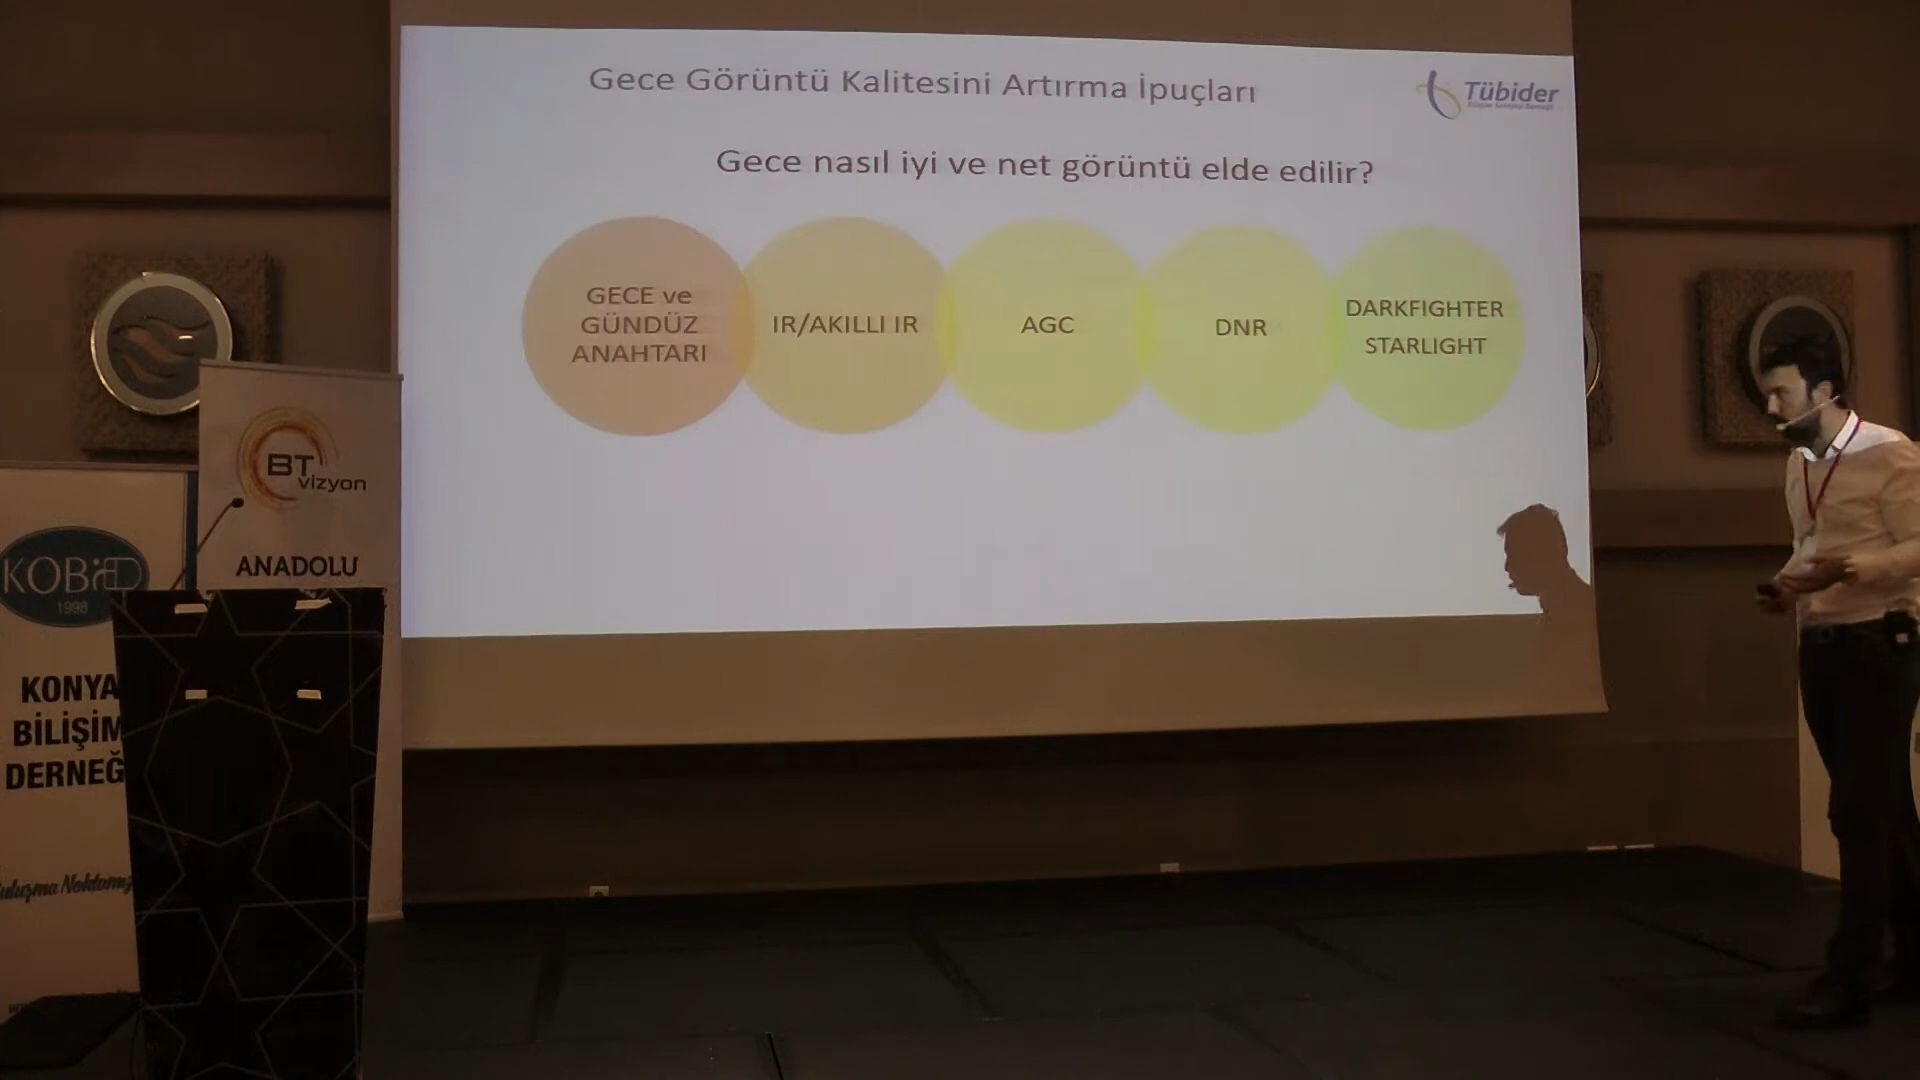 Gece Görüntü Kalitesini Artırma İpuçları
Tübider
Gece nasıl iyi ve net görüntü elde edilir?
GECE ve
GÜNDÜZ
ANAHTARI
IR/AKILLI IR
AGC
DNR
DARKFIGHTER
STARLIGHT
BT
vizyon
ANADOLU
KOBİD
1998
KONYA
BİLİŞİM
DERNEĞ